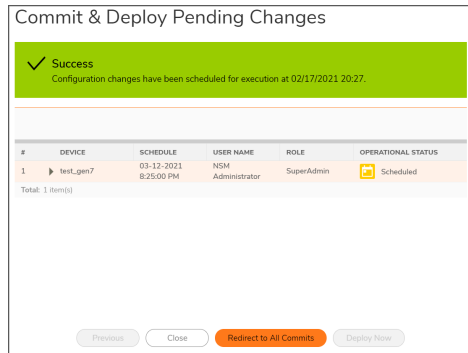 Commit & Deploy Pending Changes
Success
Configuration changes have been scheduled for execution at 02/17/2021 20:27.
# DEVICE SCHEDULE USER NAME ROLE OPERATIONAL STATUS
1 test_gen7 03-12-2021 8:25:00 PM NSM Administrator SuperAdmin Scheduled
Total: 1 item(s)
Previous Close Redirect to All Commits Deploy Now